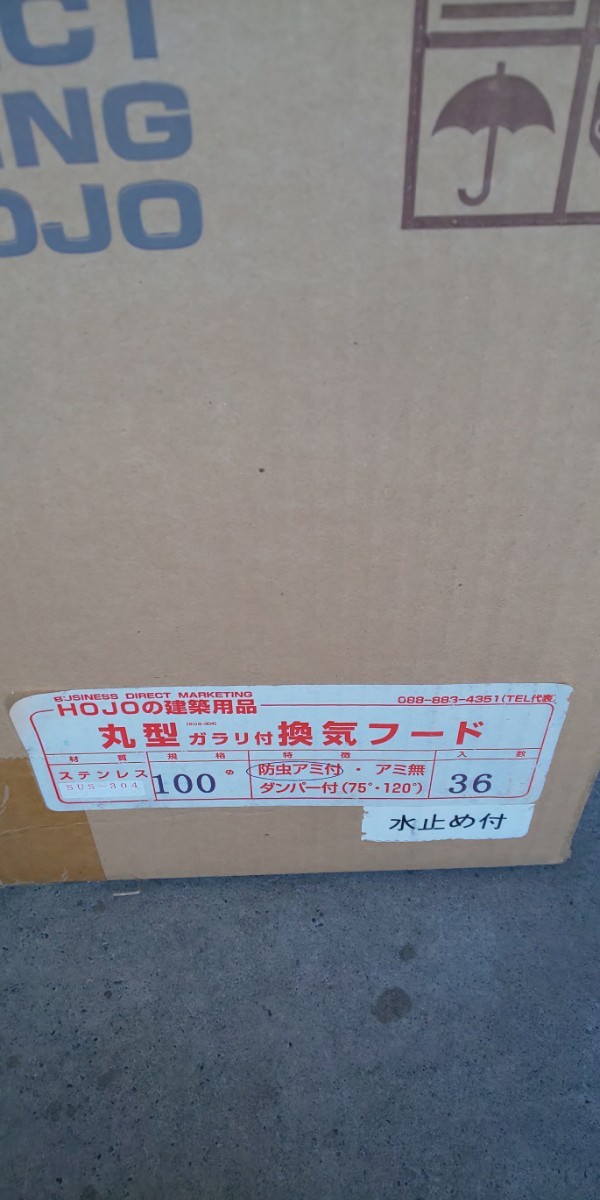 CT
ING
OJO
BUSINESS DIRECT MARKETING
HOJOの建築用品
088-883-4351(TEL代表)
丸型 ガラリ付 換気フード
材質 規格 特徴 入数
ステンレス
SUS-304
100 φ
防虫アミ付・アミ無
ダンパー付(75°・120°)
36
水止め付